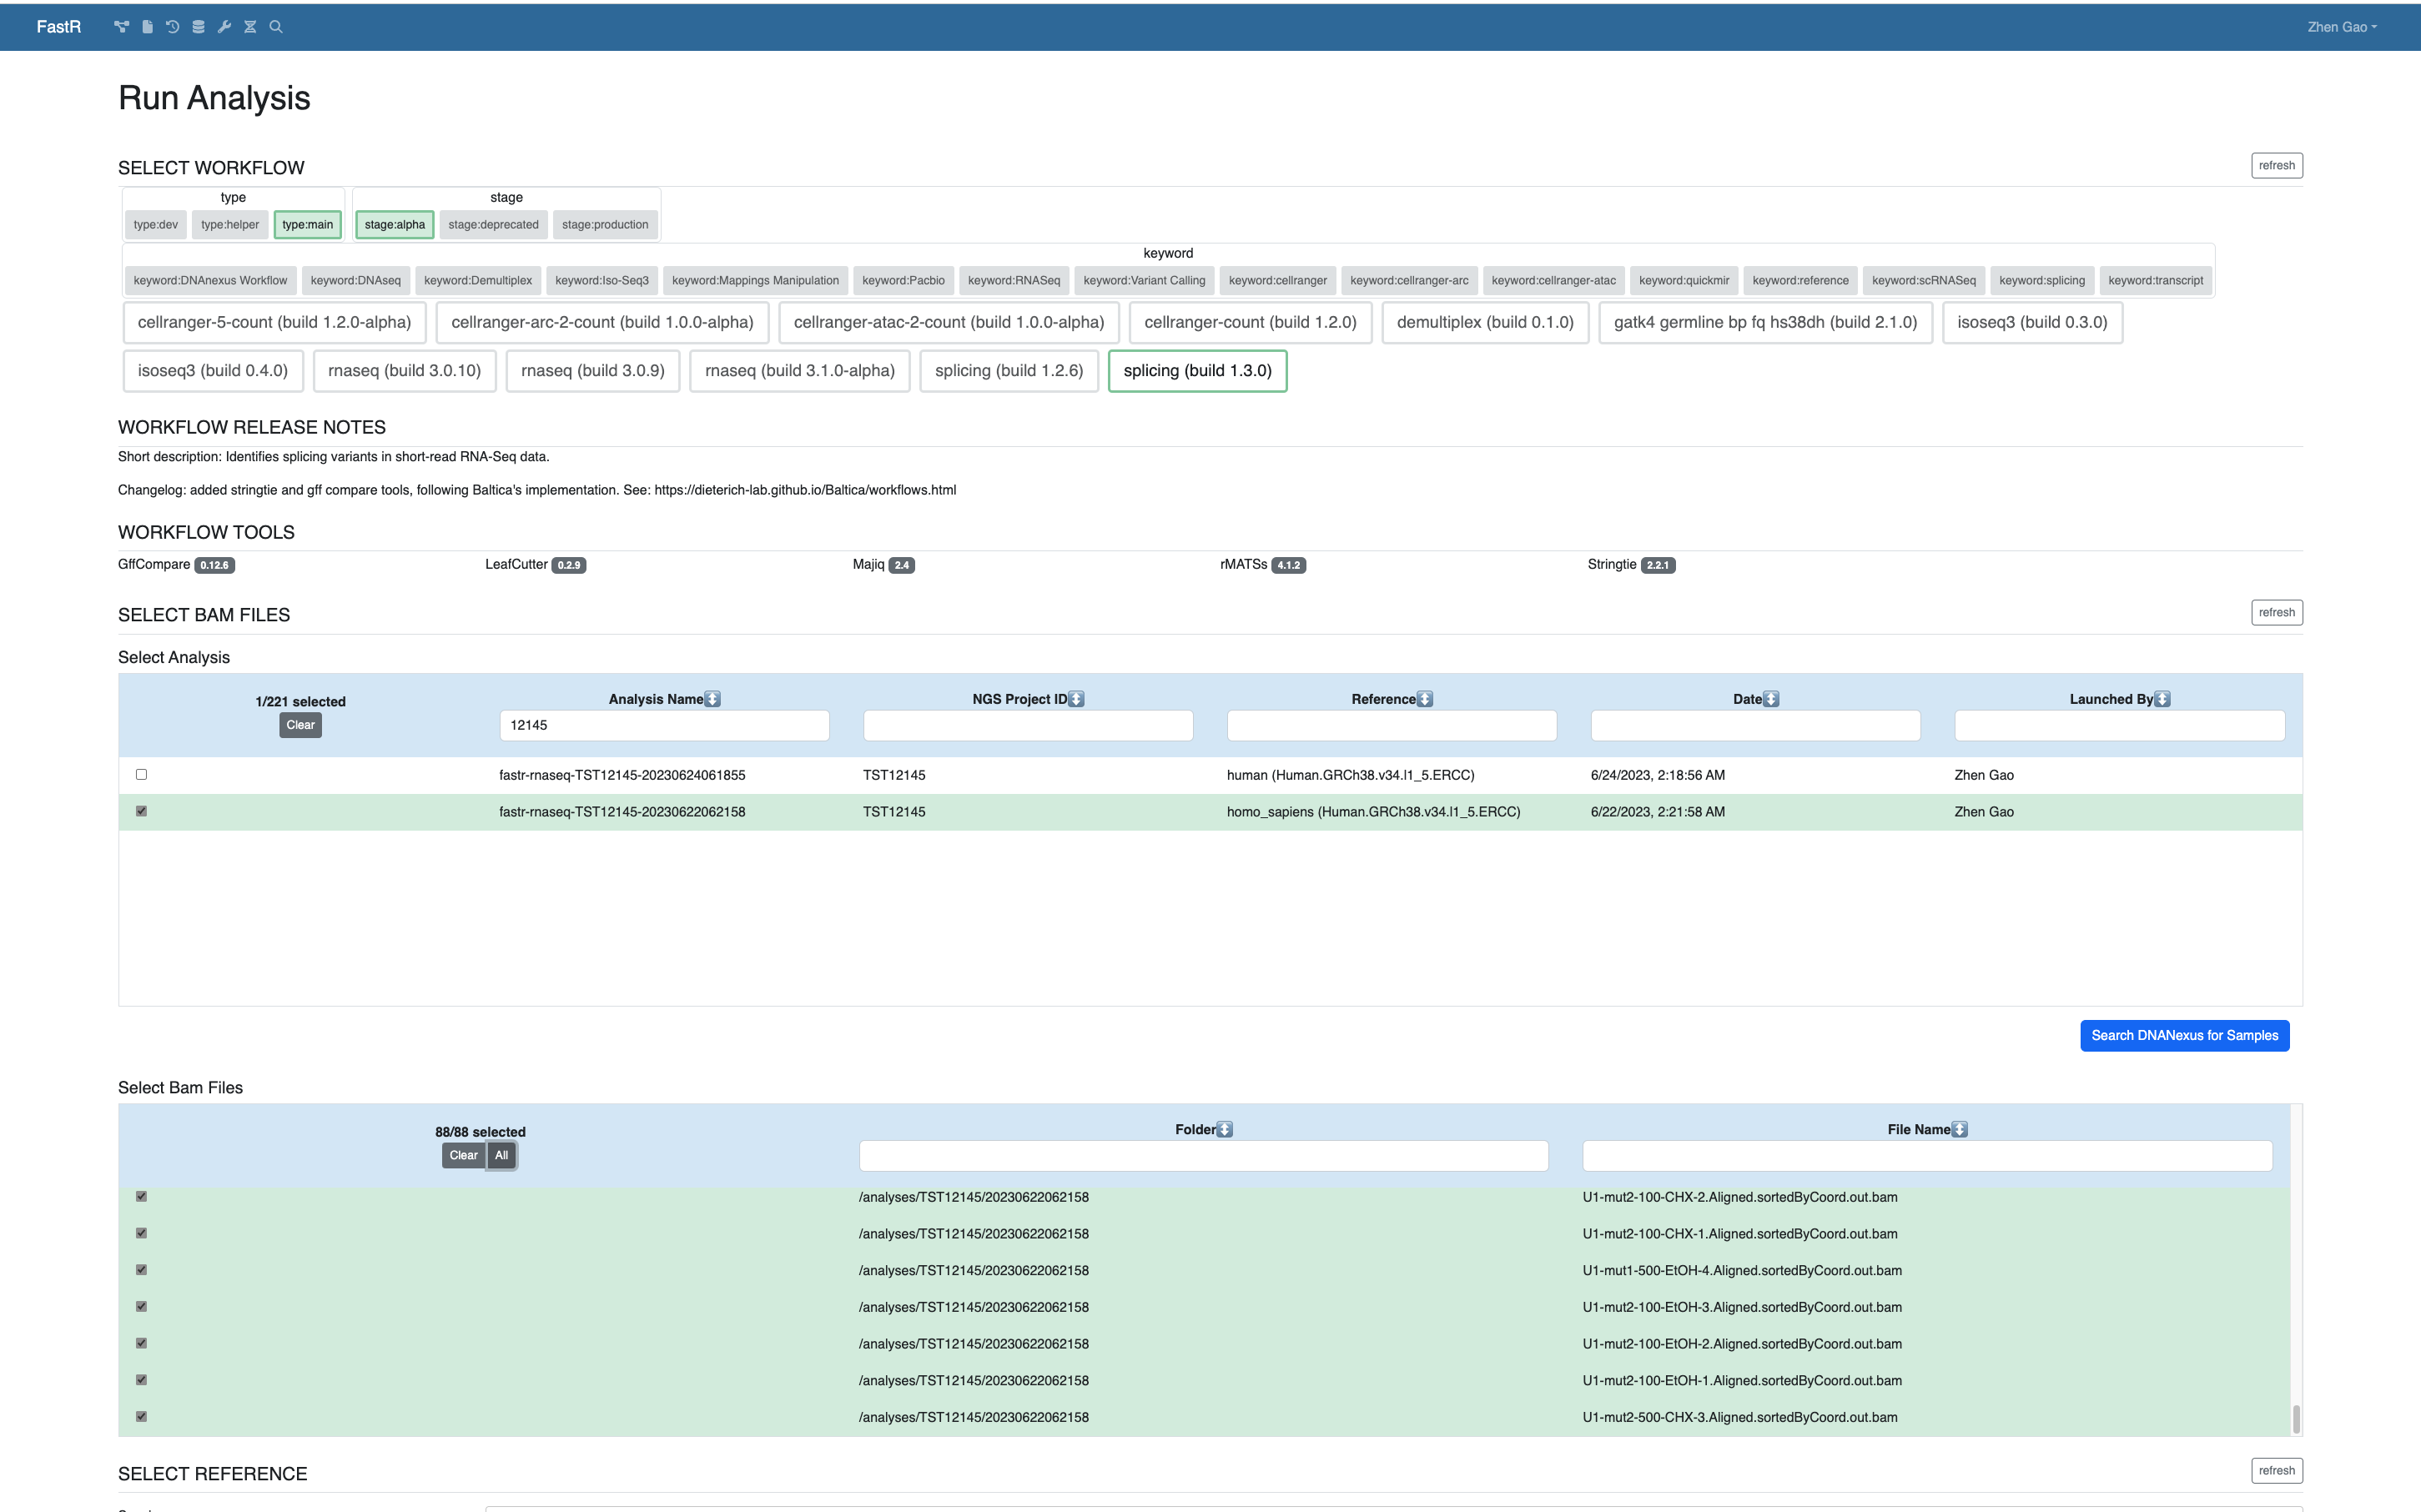 FastR
Zhen Gao
Run Analysis
SELECT WORKFLOW
refresh
type
stage
type:dev type:helper type:main stage:alpha stage:deprecated stage:production
keyword
keyword:DNAnexus Workflow keyword:DNAseq keyword:Demultiplex keyword:Iso-Seq3 keyword:Mappings Manipulation keyword:Pacbio keyword:RNASeq keyword:Variant Calling keyword:cellranger keyword:cellranger-arc keyword:cellranger-atac keyword:quickmir keyword:reference keyword:scRNASeq keyword:splicing keyword:transcript
cellranger-5-count (build 1.2.0-alpha) cellranger-arc-2-count (build 1.0.0-alpha) cellranger-atac-2-count (build 1.0.0-alpha) cellranger-count (build 1.2.0) demultiplex (build 0.1.0) gatk4 germline bp fq hs38dh (build 2.1.0) isoseq3 (build 0.3.0)
isoseq3 (build 0.4.0) rnaseq (build 3.0.10) rnaseq (build 3.0.9) rnaseq (build 3.1.0-alpha) splicing (build 1.2.6) splicing (build 1.3.0)
WORKFLOW RELEASE NOTES
Short description: Identifies splicing variants in short-read RNA-Seq data.
Changelog: added stringtie and gff compare tools, following Baltica's implementation. See: https://dieterich-lab.github.io/Baltica/workflows.html
WORKFLOW TOOLS
GffCompare 0.12.6 LeafCutter 0.2.9 Majiq 2.4 rMATSs 4.1.2 Stringtie 2.2.1
SELECT BAM FILES
refresh
Select Analysis
1/221 selected Analysis Name NGS Project ID Reference Date Launched By
Clear 12145
fastr-rnaseq-TST12145-20230624061855 TST12145 human (Human.GRCh38.v34.l1_5.ERCC) 6/24/2023, 2:18:56 AM Zhen Gao
fastr-rnaseq-TST12145-20230622062158 TST12145 homo_sapiens (Human.GRCh38.v34.l1_5.ERCC) 6/22/2023, 2:21:58 AM Zhen Gao
Search DNANexus for Samples
Select Bam Files
88/88 selected Folder File Name
Clear All
/analyses/TST12145/20230622062158 U1-mut2-100-CHX-2.Aligned.sortedByCoord.out.bam
/analyses/TST12145/20230622062158 U1-mut2-100-CHX-1.Aligned.sortedByCoord.out.bam
/analyses/TST12145/20230622062158 U1-mut1-500-EtOH-4.Aligned.sortedByCoord.out.bam
/analyses/TST12145/20230622062158 U1-mut2-100-EtOH-3.Aligned.sortedByCoord.out.bam
/analyses/TST12145/20230622062158 U1-mut2-100-EtOH-2.Aligned.sortedByCoord.out.bam
/analyses/TST12145/20230622062158 U1-mut2-100-EtOH-1.Aligned.sortedByCoord.out.bam
/analyses/TST12145/20230622062158 U1-mut2-500-CHX-3.Aligned.sortedByCoord.out.bam
SELECT REFERENCE
refresh